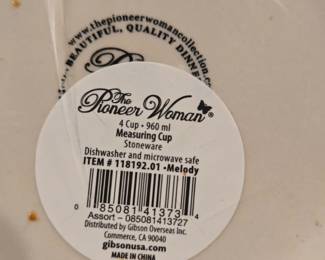 www.thepioneerwomancollection.c
BEAUTIFUL, QUALITY DINNE
The
Pioneer Woman®
4 Cup • 960 ml
Measuring Cup
Stoneware
Dishwasher and microwave safe
ITEM # 118192.01 •Melody
0 85081 41373 4
Assort – 085081413727
Distributed by Gibson Overseas Inc.
Commerce, CA 90040
gibsonusa.com
MADE IN CHINA